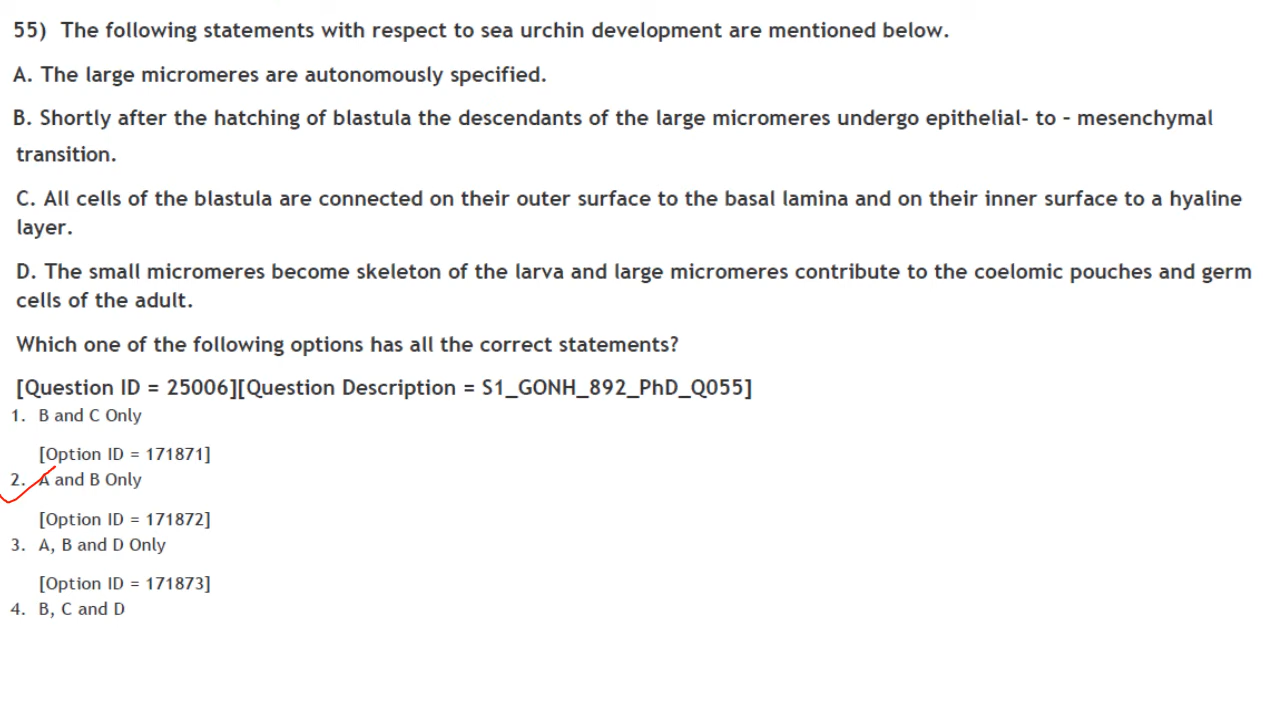 55) The following statements with respect to sea urchin development are mentioned below.
A. The large micromeres are autonomously specified.
B. Shortly after the hatching of blastula the descendants of the large micromeres undergo epithelial- to - mesenchymal
transition.
C. All cells of the blastula are connected on their outer surface to the basal lamina and on their inner surface to a hyaline
layer.
D. The small micromeres become skeleton of the larva and large micromeres contribute to the coelomic pouches and germ
cells of the adult.
Which one of the following options has all the correct statements?
[Question ID = 25006][Question Description = S1_GONH_892_PhD_Q055]
1. B and C Only
[Option ID = 171871]
2. A and B Only
[Option ID = 171872]
3. A, B and D Only
[Option ID = 171873]
4. B, C and D